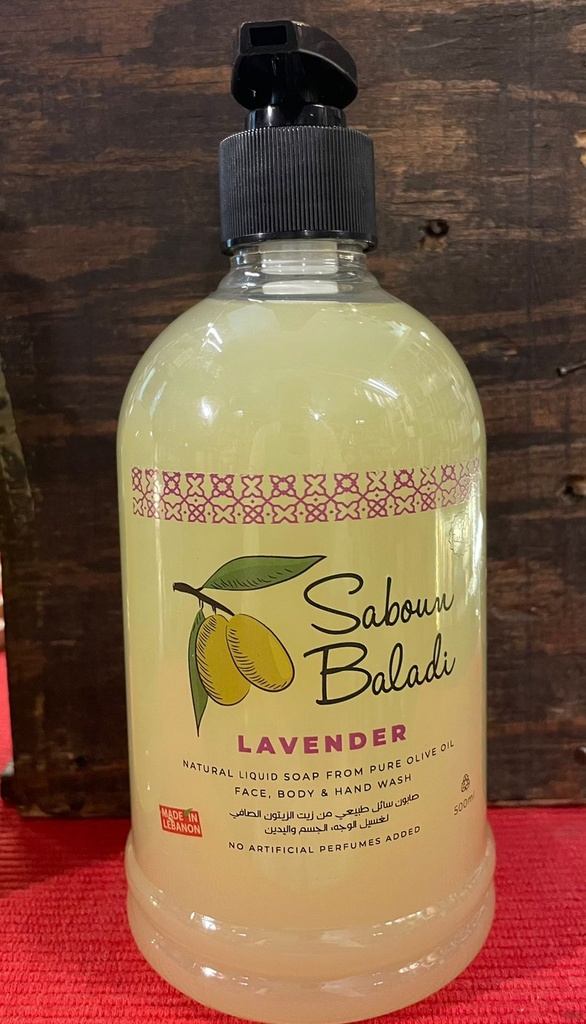 Saboun
Baladi
LAVENDER
NATURAL LIQUID SOAP FROM PURE OLIVE OIL
FACE, BODY & HAND WASH
صابون سائل طبيعي من زيت الزيتون الصافي
لغسيل الوجه، الجسم واليدين
NO ARTIFICIAL PERFUMES ADDED
MADE IN
LEBANON
500ml